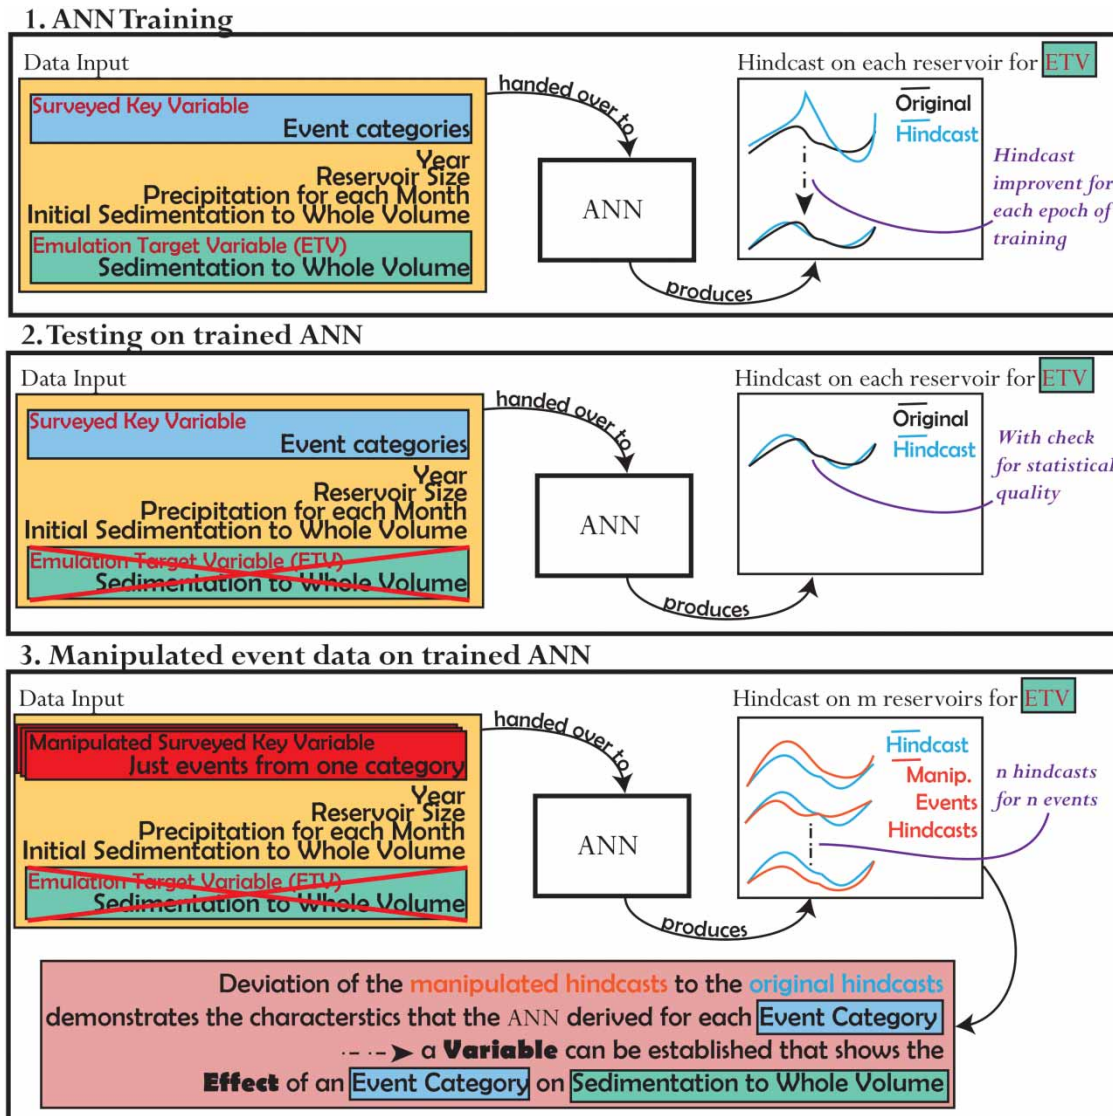 1. ANN Training
Data Input
Surveyed Key Variable
Event categories
Year
Reservoir Size
Precipitation for each Month
Initial Sedimentation to Whole Volume
Emulation Target Variable (ETV)
Sedimentation to Whole Volume
handed over to
ANN
produces
Hindcast on each reservoir for ETV
Original
Hindcast
Hindcast
improvent for
each epoch of
training
2. Testing on trained ANN
Data Input
Surveyed Key Variable
Event categories
Year
Reservoir Size
Precipitation for each Month
Initial Sedimentation to Whole Volume
Emulation Target Variable (ETV)
Sedimentation to Whole Volume
handed over to
ANN
produces
Hindcast on each reservoir for ETV
Original
Hindcast
With check
for statistical
quality
3. Manipulated event data on trained ANN
Data Input
Manipulated Surveyed Key Variable
Just events from one category
Year
Reservoir Size
Precipitation for each Month
Initial Sedimentation to Whole Volume
Emulation Target Variable (ETV)
Sedimentation to Whole Volume
handed over to
ANN
produces
Hindcast on m reservoirs for ETV
Hindcast
Manip.
Events
Hindcasts
n hindcasts
for n events
Deviation of the manipulated hindcasts to the original hindcasts
demonstrates the characterstics that the ANN derived for each Event Category
a Variable can be established that shows the
Effect of an Event Category on Sedimentation to Whole Volume